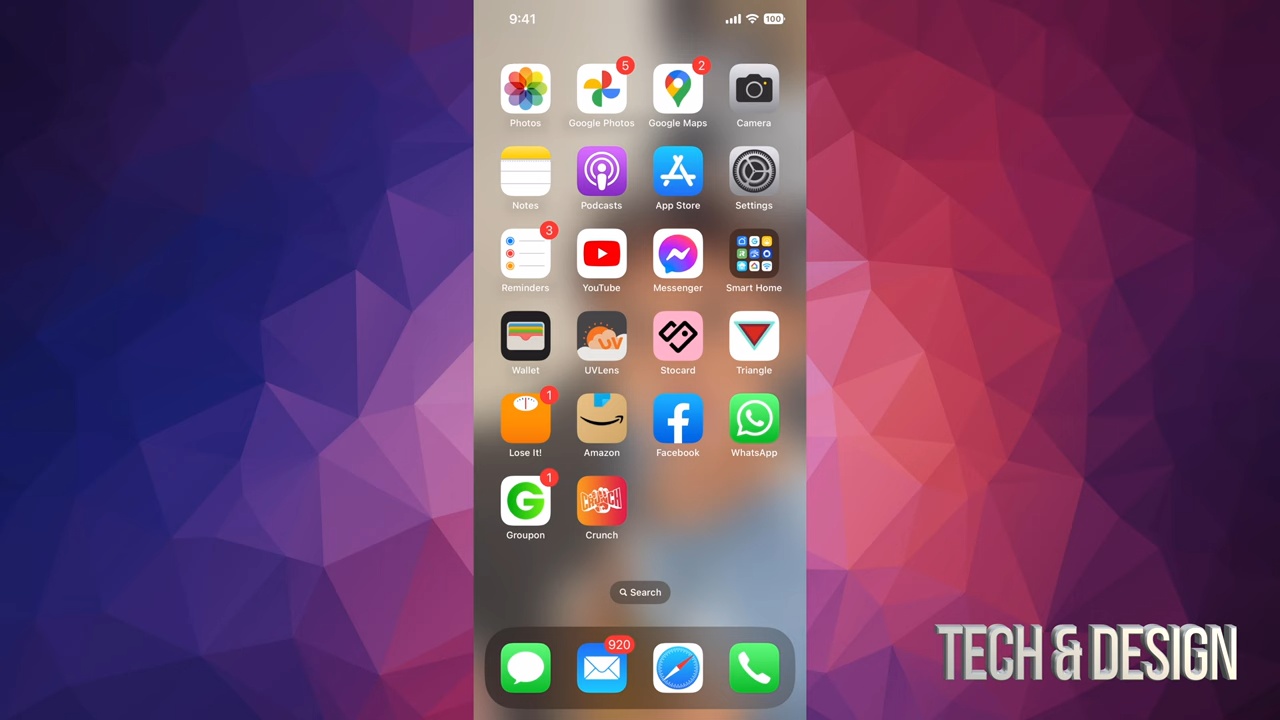 9:41
100
5
2
Photos
Google Photos
Google Maps
Camera
Notes
Podcasts
App Store
Settings
3
Reminders
YouTube
Messenger
Smart Home
UV
Wallet
UVLens
Stocard
Triangle
1
Lose It!
Amazon
Facebook
WhatsApp
1
G
CRUNCH
Groupon
Crunch
Search
920
TECH & DESIGN